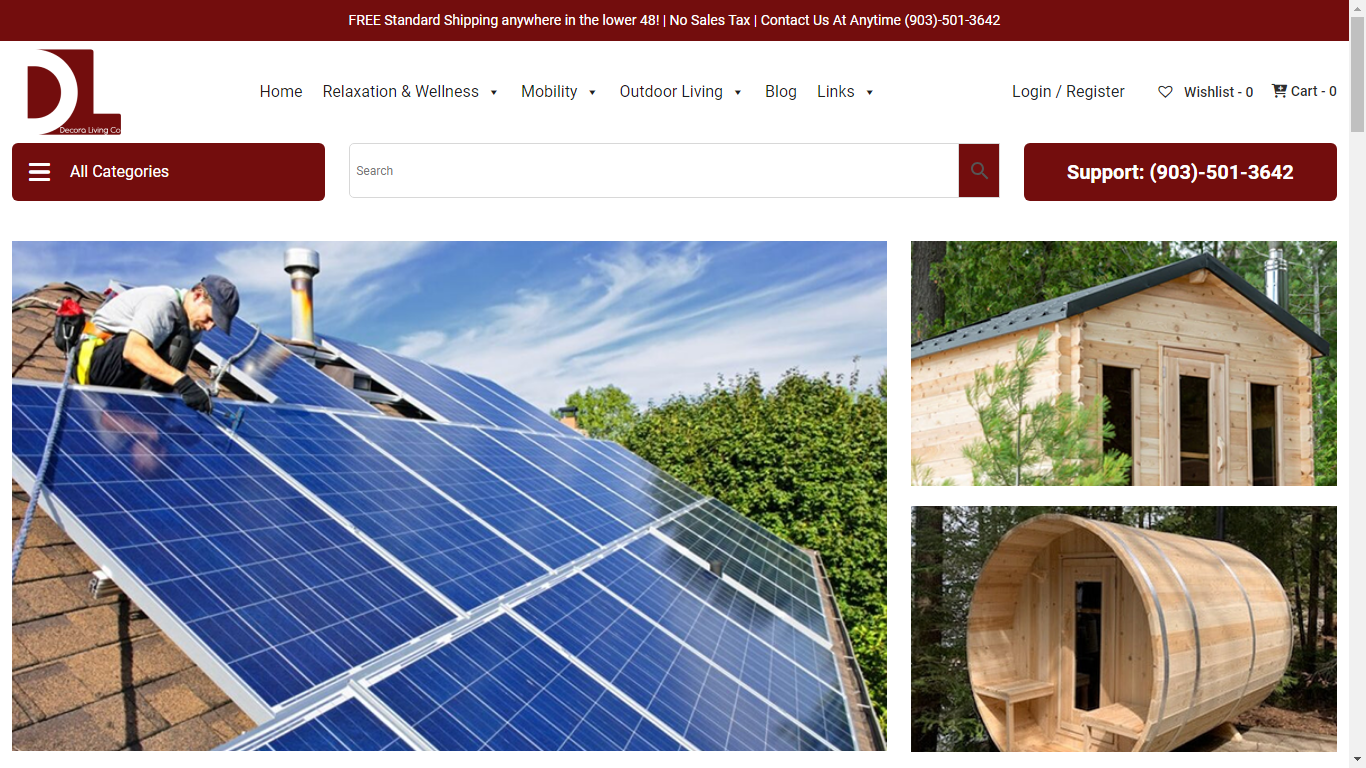 FREE Standard Shipping anywhere in the lower 48! | No Sales Tax | Contact Us At Anytime (903)-501-3642
DL
Decora Living Co
Home Relaxation & Wellness Mobility Outdoor Living Blog Links Login / Register Wishlist - 0 Cart - 0
All Categories Search Support: (903)-501-3642